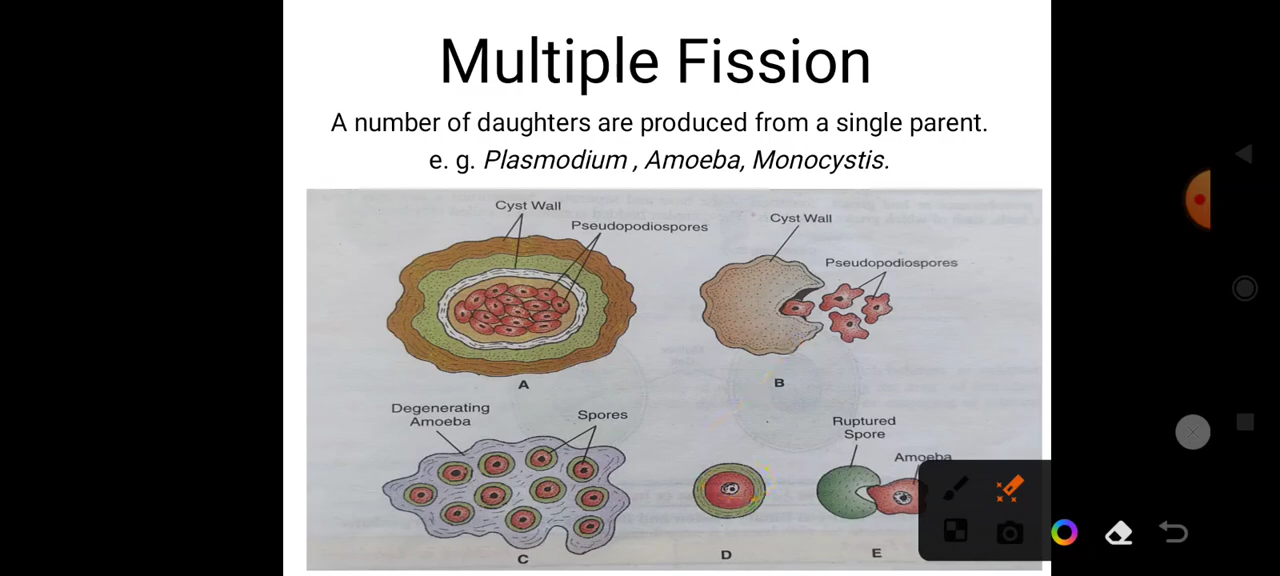 Multiple Fission
A number of daughters are produced from a single parent.
e. g. Plasmodium , Amoeba, Monocystis.
Cyst Wall
Pseudopodiospores
Cyst Wall
Pseudopodiospores
A
B
Degenerating
Amoeba
Spores
Ruptured
Spore
Amoeba
C
D
E